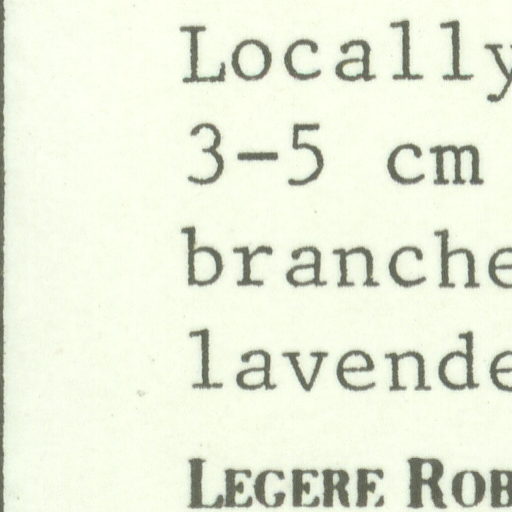 Locally
3-5 cm
branche
lavende
LEGERE ROB